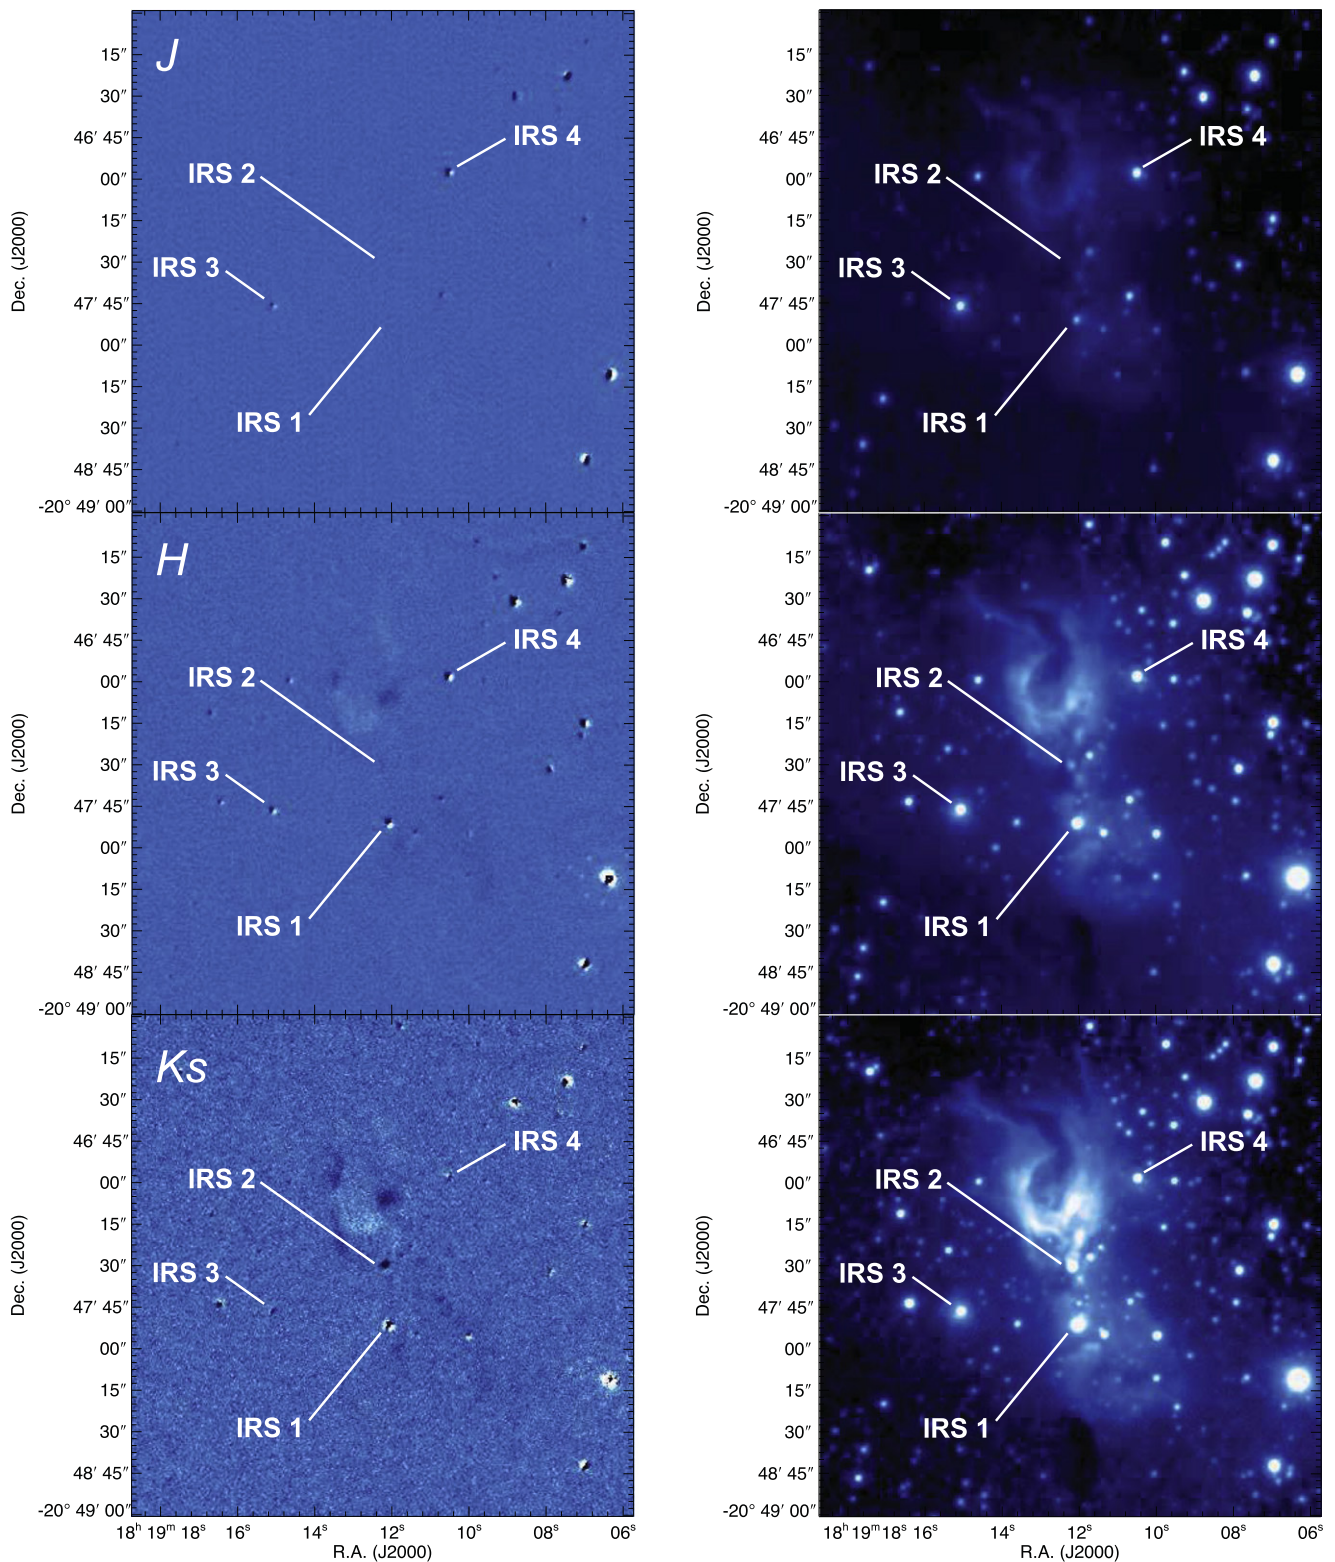 J
15″
30″
46′ 45″
00″
15″
30″
47′ 45″
00″
15″
30″
48′ 45″
-20° 49′ 00″
Dec. (J2000)
IRS 4
IRS 2
IRS 3
IRS 1
15″
30″
46′ 45″
00″
15″
30″
47′ 45″
00″
15″
30″
48′ 45″
-20° 49′ 00″
Dec. (J2000)
IRS 4
IRS 2
IRS 3
IRS 1
H
15″
30″
46′ 45″
00″
15″
30″
47′ 45″
00″
15″
30″
48′ 45″
-20° 49′ 00″
Dec. (J2000)
IRS 4
IRS 2
IRS 3
IRS 1
15″
30″
46′ 45″
00″
15″
30″
47′ 45″
00″
15″
30″
48′ 45″
-20° 49′ 00″
Dec. (J2000)
IRS 4
IRS 2
IRS 3
IRS 1
Ks
15″
30″
46′ 45″
00″
15″
30″
47′ 45″
00″
15″
30″
48′ 45″
-20° 49′ 00″
Dec. (J2000)
IRS 4
IRS 2
IRS 3
IRS 1
18ʰ 19ᵐ 18ˢ 16ˢ 14ˢ 12ˢ 10ˢ 08ˢ 06ˢ
R.A. (J2000)
15″
30″
46′ 45″
00″
15″
30″
47′ 45″
00″
15″
30″
48′ 45″
-20° 49′ 00″
Dec. (J2000)
IRS 4
IRS 2
IRS 3
IRS 1
18ʰ 19ᵐ 18ˢ 16ˢ 14ˢ 12ˢ 10ˢ 08ˢ 06ˢ
R.A. (J2000)